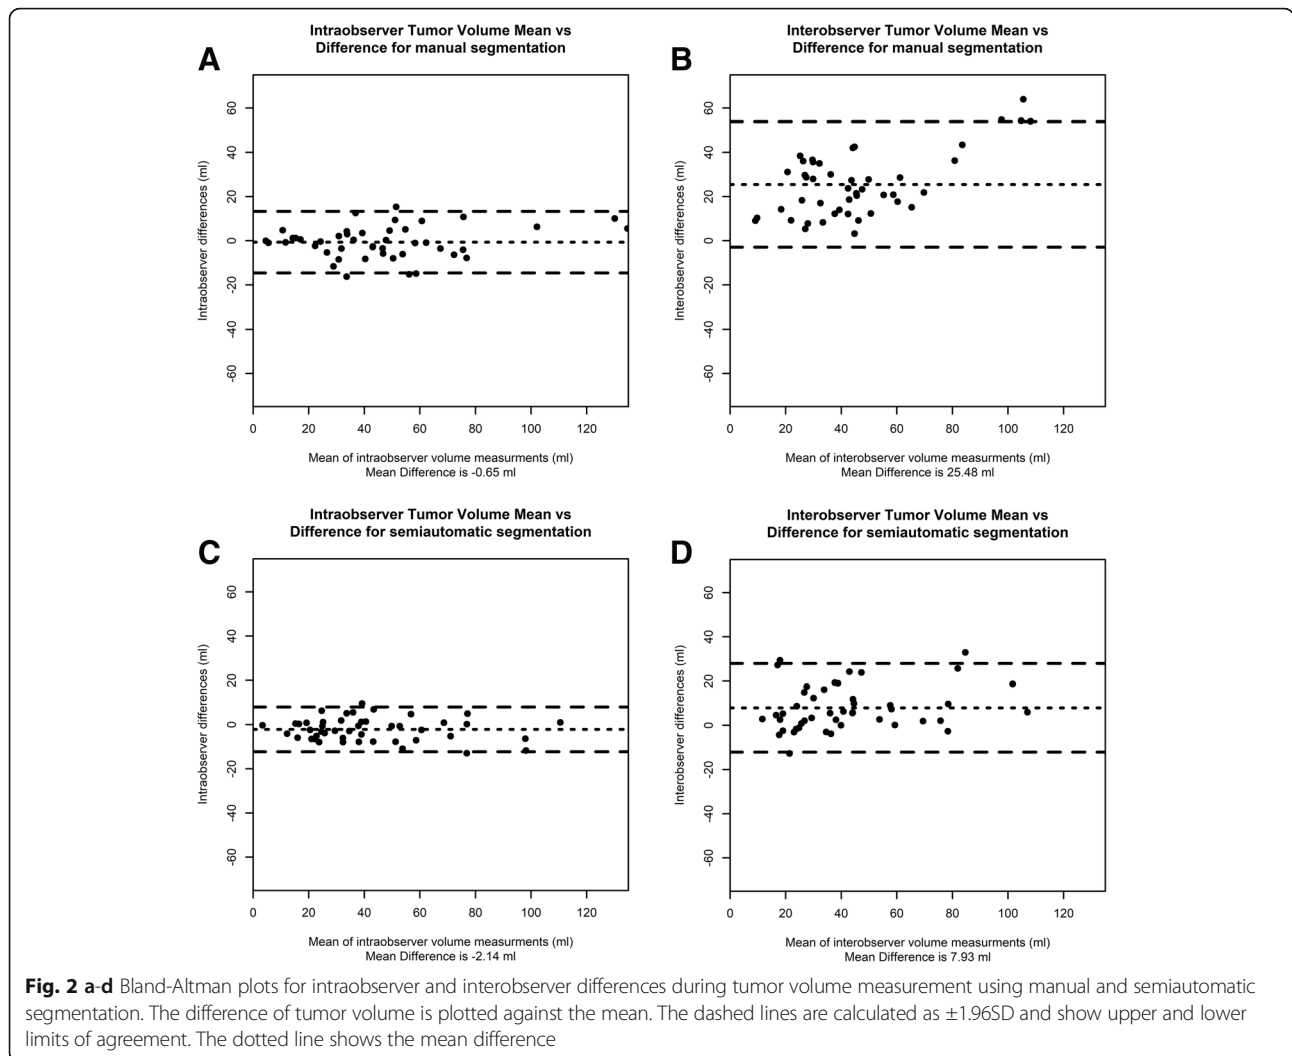 Intraobserver Tumor Volume Mean vs
Difference for manual segmentation
A
Intraobserver differences (ml)
60
40
20
0
-20
-40
-60
0 20 40 60 80 100 120
Mean of intraobserver volume measurments (ml)
Mean Difference is -0.65 ml
Interobserver Tumor Volume Mean vs
Difference for manual segmentation
B
Interobserver differences (ml)
60
40
20
0
-20
-40
-60
0 20 40 60 80 100 120
Mean of interobserver volume measurments (ml)
Mean Difference is 25.48 ml
Intraobserver Tumor Volume Mean vs
Difference for semiautomatic segmentation
C
Intraobserver differences (ml)
60
40
20
0
-20
-40
-60
0 20 40 60 80 100 120
Mean of intraobserver volume measurments (ml)
Mean Difference is -2.14 ml
Interobserver Tumor Volume Mean vs
Difference for semiautomatic segmentation
D
Interobserver differences (ml)
60
40
20
0
-20
-40
-60
0 20 40 60 80 100 120
Mean of interobserver volume measurments (ml)
Mean Difference is 7.93 ml
Fig. 2 a-d Bland-Altman plots for intraobserver and interobserver differences during tumor volume measurement using manual and semiautomatic
segmentation. The difference of tumor volume is plotted against the mean. The dashed lines are calculated as ±1.96SD and show upper and lower
limits of agreement. The dotted line shows the mean difference